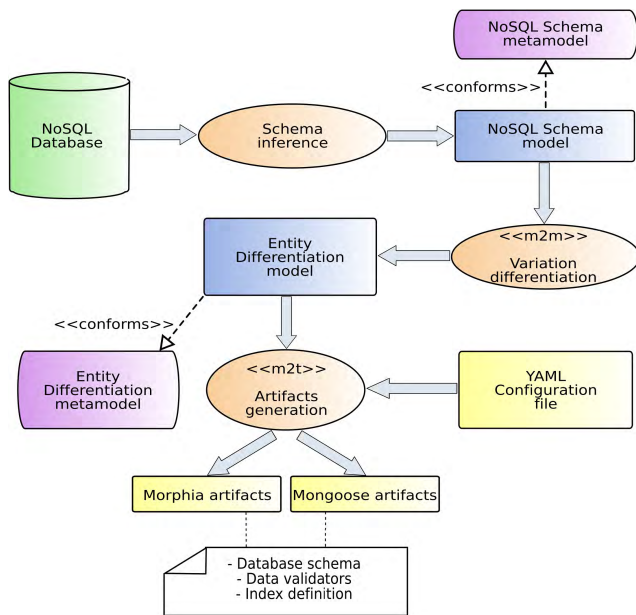 NoSQL Schema
metamodel
<<conforms>>
NoSQL
Database
Schema
inference
NoSQL Schema
model
<<m2m>>
Variation
differentiation
Entity
Differentiation
model
<<conforms>>
Entity
Differentiation
metamodel
<<m2t>>
Artifacts
generation
YAML
Configuration
file
Morphia artifacts
Mongoose artifacts
- Database schema
- Data validators
- Index definition